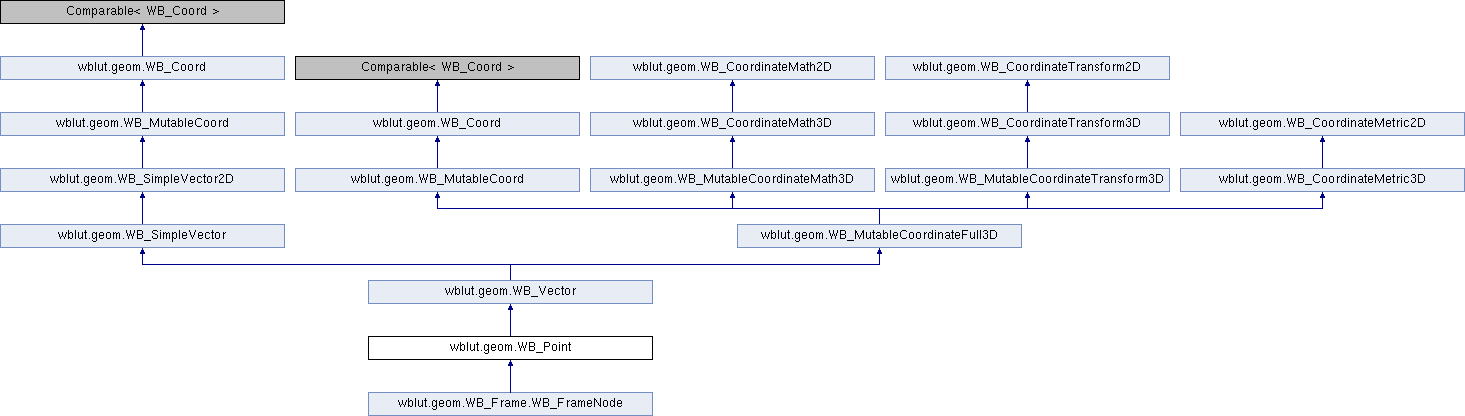 Comparable< WB_Coord >
wblut.geom.WB_Coord
Comparable< WB_Coord >
wblut.geom.WB_CoordinateMath2D
wblut.geom.WB_CoordinateTransform2D
wblut.geom.WB_MutableCoord
wblut.geom.WB_Coord
wblut.geom.WB_CoordinateMath3D
wblut.geom.WB_CoordinateTransform3D
wblut.geom.WB_CoordinateMetric2D
wblut.geom.WB_SimpleVector2D
wblut.geom.WB_MutableCoord
wblut.geom.WB_MutableCoordinateMath3D
wblut.geom.WB_MutableCoordinateTransform3D
wblut.geom.WB_CoordinateMetric3D
wblut.geom.WB_SimpleVector
wblut.geom.WB_MutableCoordinateFull3D
wblut.geom.WB_Vector
wblut.geom.WB_Point
wblut.geom.WB_Frame.WB_FrameNode